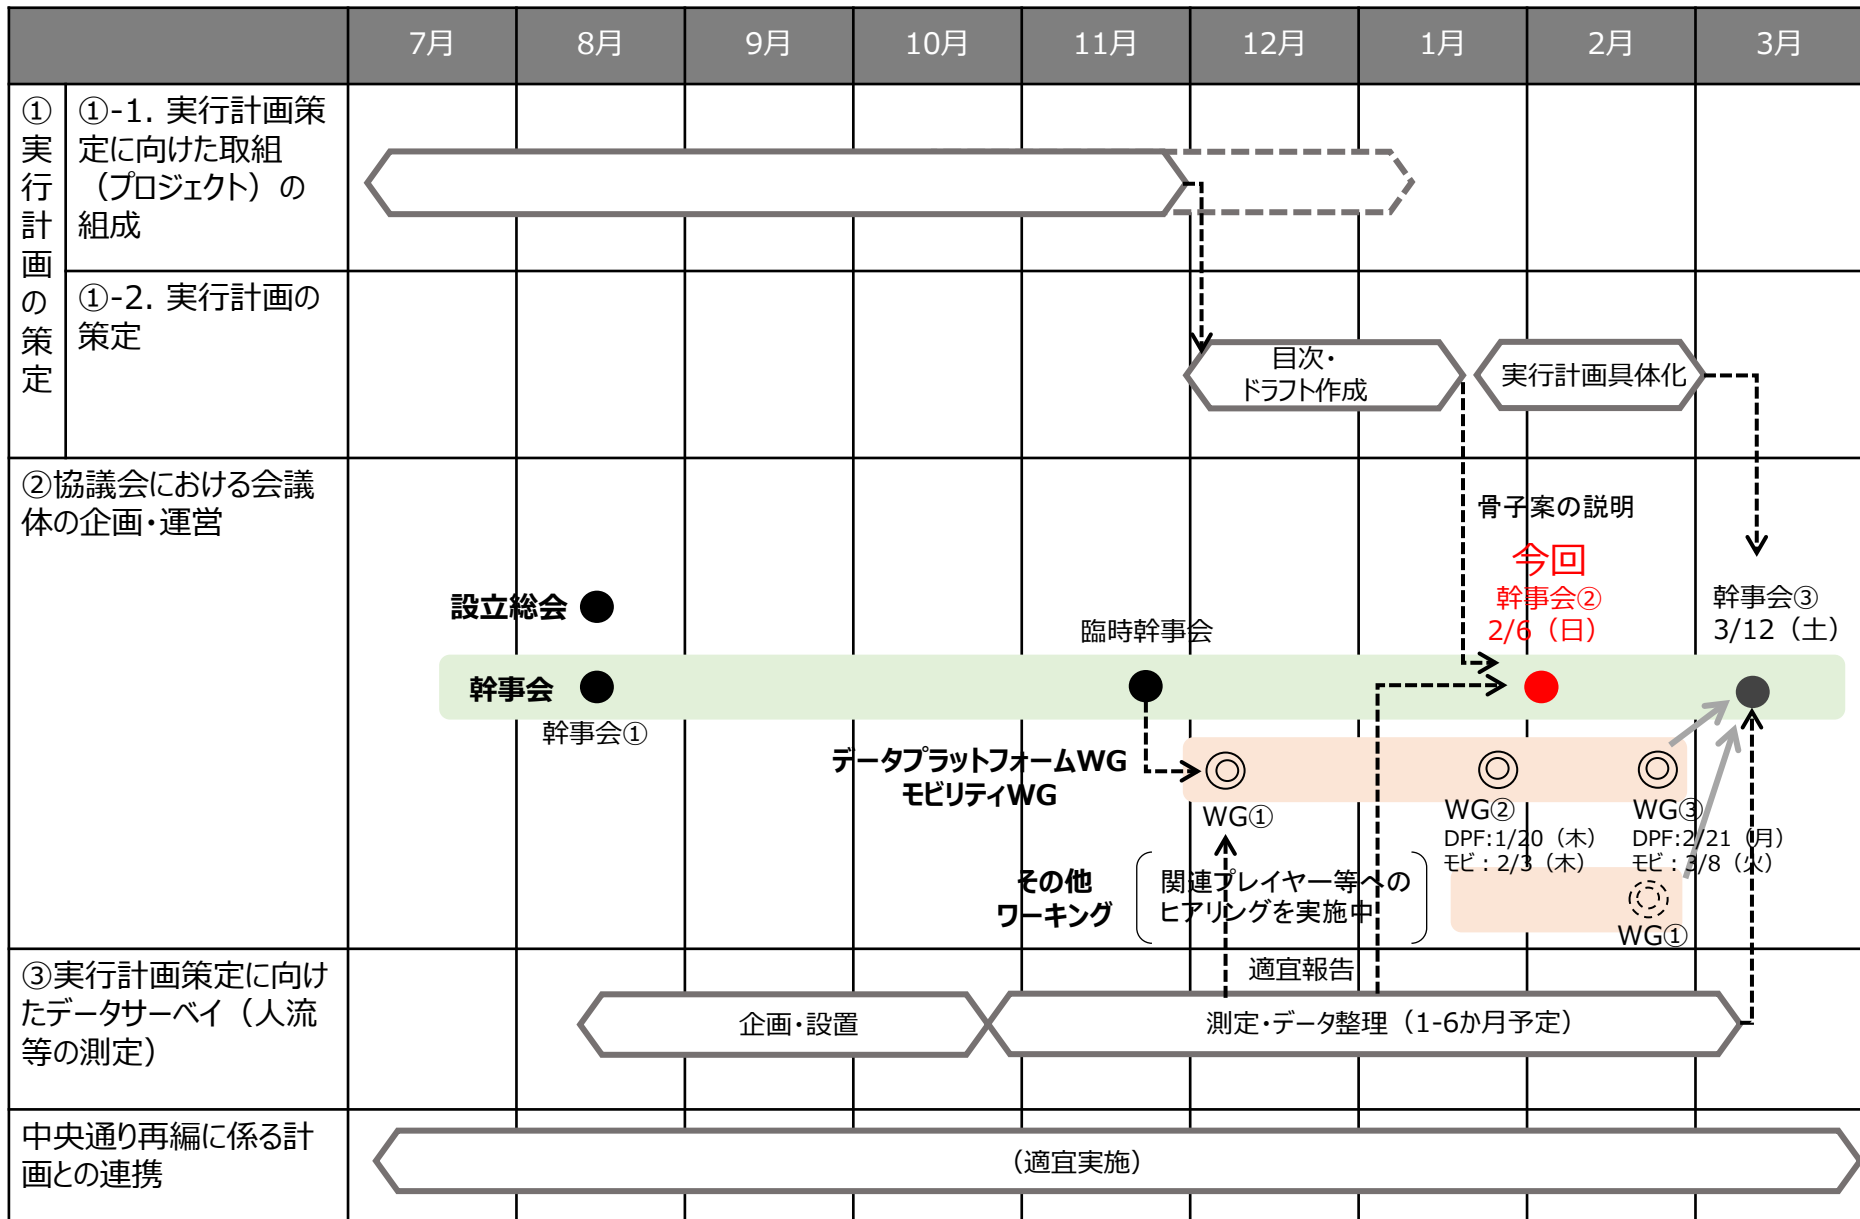 7月 8月 9月 10月 11月 12月 1月 2月 3月
①実行計画の策定
①-1. 実行計画策
定に向けた取組
（プロジェクト）の
組成
①-2. 実行計画の
策定
目次・
ドラフト作成
実行計画具体化
②協議会における会議
体の企画・運営
骨子案の説明
今回
幹事会②
2/6（日）
幹事会③
3/12（土）
設立総会
臨時幹事会
幹事会
幹事会①
データプラットフォームWG
モビリティWG
WG①
WG②
DPF:1/20（木）
モビ：2/3（木）
WG③
DPF:2/21（月）
モビ：3/8（火）
その他
ワーキング
関連プレイヤー等への
ヒアリングを実施中
WG①
③実行計画策定に向け
たデータサーベイ（人流
等の測定）
適宜報告
企画・設置
測定・データ整理（1-6か月予定）
中央通り再編に係る計
画との連携
（適宜実施）